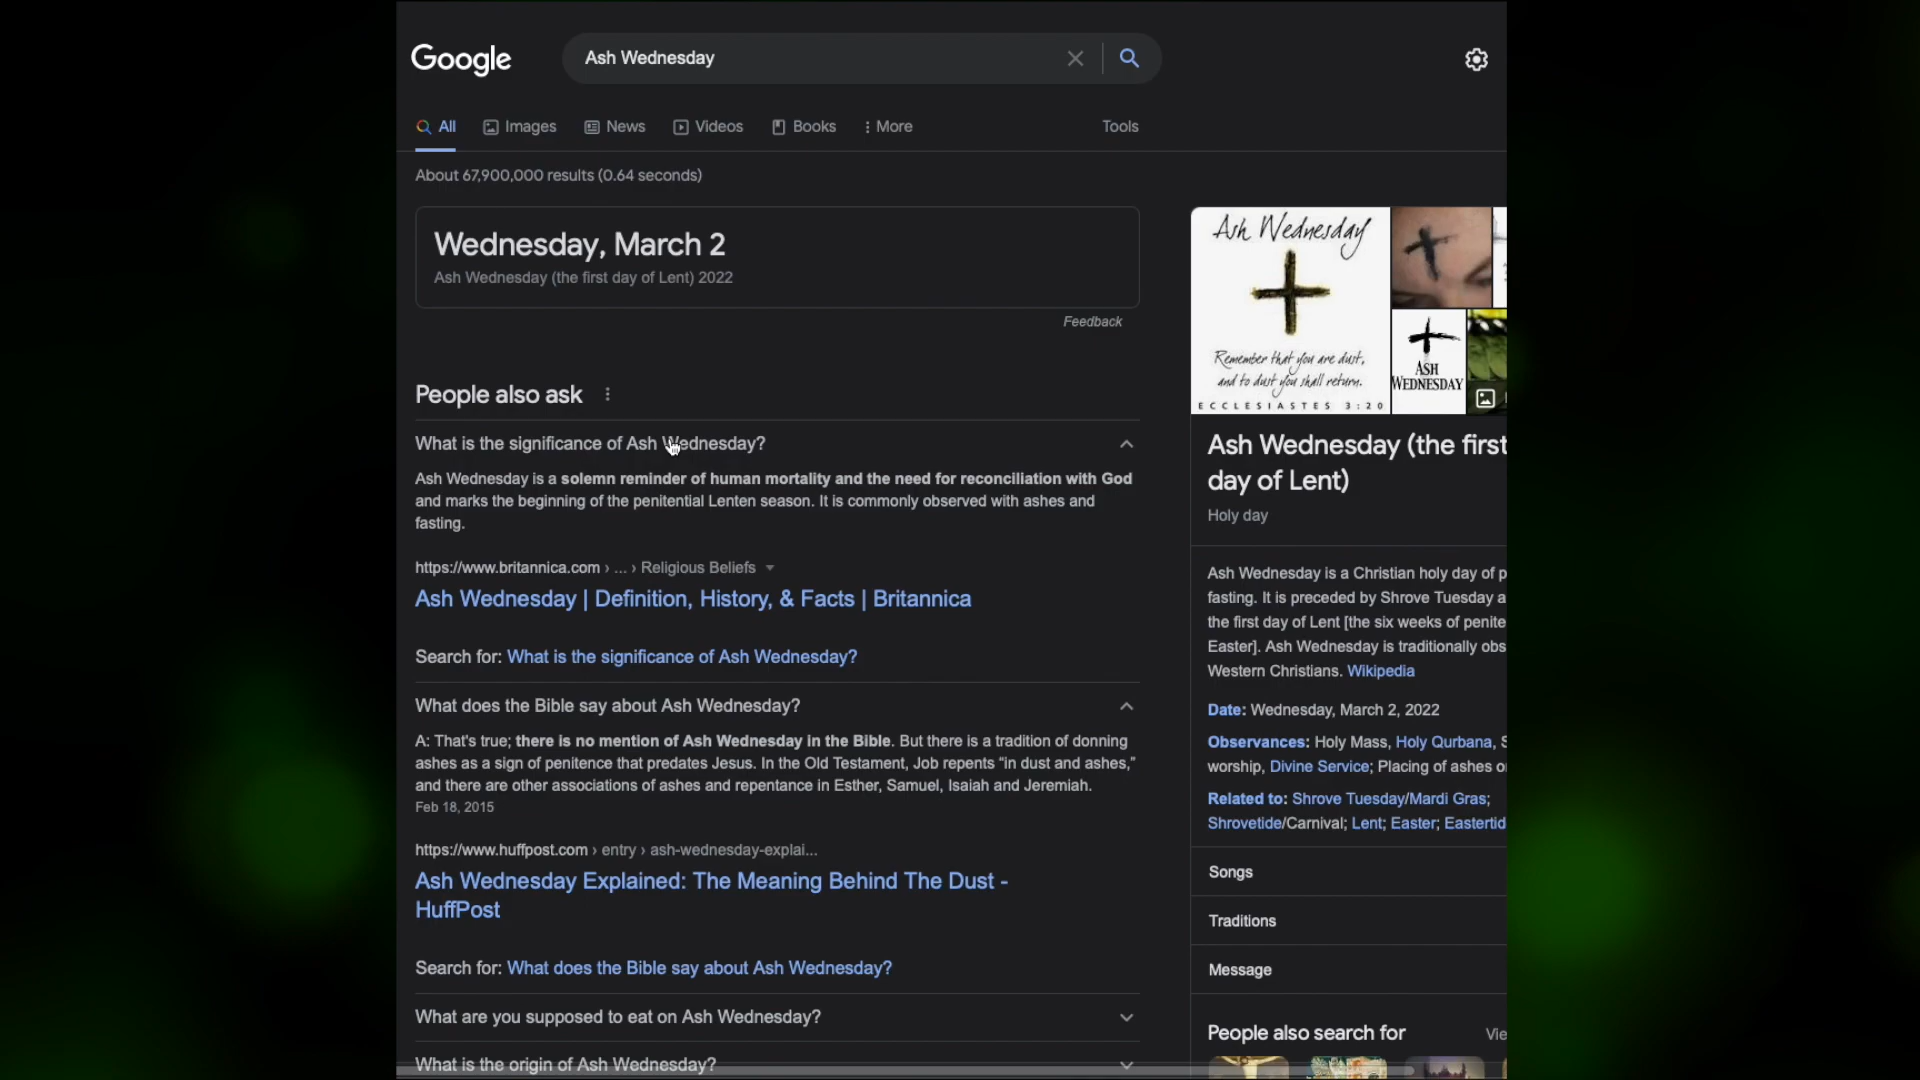 Google
Ash Wednesday
All
Images
News
Videos
Books
More
Tools
About 67,900,000 results (0.64 seconds)
Wednesday, March 2
Ash Wednesday (the first day of Lent) 2022
Feedback
People also ask
What is the significance of Ash Wednesday?
Ash Wednesday is a solemn reminder of human mortality and the need for reconciliation with God
and marks the beginning of the penitential Lenten season. It is commonly observed with ashes and
fasting.
https://www.britannica.com › ... › Religious Beliefs
Ash Wednesday | Definition, History, & Facts | Britannica
Search for: What is the significance of Ash Wednesday?
What does the Bible say about Ash Wednesday?
A: That's true; there is no mention of Ash Wednesday in the Bible. But there is a tradition of donning
ashes as a sign of penitence that predates Jesus. In the Old Testament, Job repents “in dust and ashes,”
and there are other associations of ashes and repentance in Esther, Samuel, Isaiah and Jeremiah.
Feb 18, 2015
https://www.huffpost.com › entry › ash-wednesday-explai...
Ash Wednesday Explained: The Meaning Behind The Dust -
HuffPost
Search for: What does the Bible say about Ash Wednesday?
What are you supposed to eat on Ash Wednesday?
What is the origin of Ash Wednesday?
Ash Wednesday
Remember that you are dust,
and to dust you shall return.
ECCLESIASTES 3:20
ASH
WEDNESDAY
Ash Wednesday (the first
day of Lent)
Holy day
Ash Wednesday is a Christian holy day of p
fasting. It is preceded by Shrove Tuesday a
the first day of Lent [the six weeks of penite
Easter]. Ash Wednesday is traditionally obs
Western Christians. Wikipedia
Date: Wednesday, March 2, 2022
Observances: Holy Mass, Holy Qurbana, S
worship, Divine Service; Placing of ashes o
Related to: Shrove Tuesday/Mardi Gras;
Shrovetide/Carnival; Lent; Easter; Eastertid
Songs
Traditions
Message
People also search for
Vie